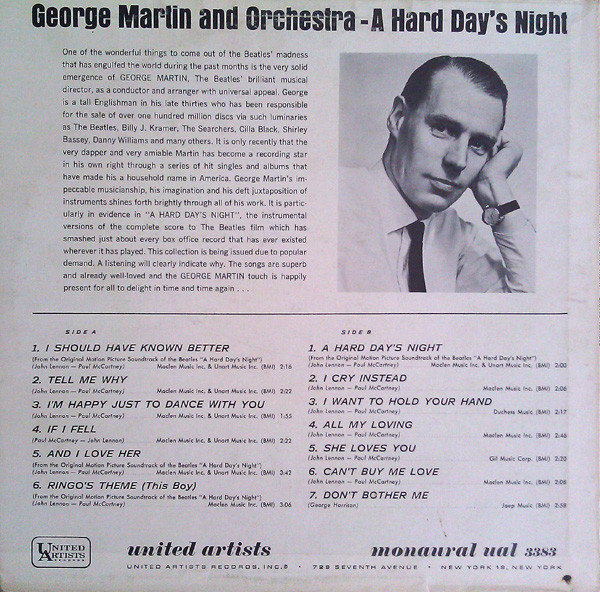 George Martin and Orchestra-A Hard Day's Night
One of the wonderful things to come out of the Beatles' madness
that has engulfed the world during the past months is the very solid
emergence of GEORGE MARTIN, The Beatles' brilliant musical
director, as a conductor and arranger with universal appeal. George
is a tall Englishman in his late thirties who has been responsible
for the sale of over one hundred million discs via such luminaries
as The Beatles, Billy J. Kramer, The Searchers, Cilla Black, Shirley
Bassey, Danny Williams and many others. It is only recently that the
very dapper and very amiable Martin has become a recording star
in his own right through a series of hit singles and albums that
have made his a household name in America. George Martin's im-
peccable musicianship, his imagination and his deft juxtaposition of
instruments shines forth brightly through all of his work. It is partic-
ularly in evidence in "A HARD DAY'S NIGHT", the instrumental
versions of the complete score to The Beatles film which has
smashed just about every box office record that has ever existed
wherever it has played. This collection is being issued due to popular
demand. A listening will clearly indicate why. The songs are superb
and already well-loved and the GEORGE MARTIN touch is happily
present for all to delight in time and time again . . . .
SIDE A
1. I SHOULD HAVE KNOWN BETTER
(From the Original Motion Picture Soundtrack of the Beatles "A Hard Day's Night")
(John Lennon — Paul McCartney) Maclen Music Inc. & Unart Music Inc. (BMI) 2:16
2. TELL ME WHY
(John Lennon — Paul McCartney) Maclen Music Inc. & Unart Music Inc. (BMI) 2:22
3. I'M HAPPY JUST TO DANCE WITH YOU
(John Lennon — Paul McCartney) Maclen Music Inc. & Unart Music Inc. (BMI) 1:55
4. IF I FELL
(Paul McCartney — John Lennon) Maclen Music Inc. & Unart Music Inc. (BMI) 2:22
5. AND I LOVE HER
(From the Original Motion Picture Soundtrack of the Beatles "A Hard Day's Night")
(John Lennon — Paul McCartney) Maclen Music Inc. & Unart Music Inc. (BMI) 3:42
6. RINGO'S THEME (This Boy)
(From the Original Motion Picture Soundtrack of the Beatles "A Hard Day's Night")
(John Lennon — Paul McCartney) Maclen Music Inc. (BMI) 3:06
SIDE B
1. A HARD DAY'S NIGHT
(From the Original Motion Picture Soundtrack of the Beatles "A Hard Day's Night")
(John Lennon — Paul McCartney) Maclen Music Inc. & Unart Music Inc. (BMI) 2:00
2. I CRY INSTEAD
(John Lennon — Paul McCartney) Maclen Music Inc. (BMI) 2:06
3. I WANT TO HOLD YOUR HAND
(John Lennon — Paul McCartney) Duchess Music (BMI) 2:17
4. ALL MY LOVING
(John Lennon — Paul McCartney) Maclen Music Inc. (BMI) 2:46
5. SHE LOVES YOU
(John Lennon — Paul McCartney) Gil Music Corp. (BMI) 2:20
6. CAN'T BUY ME LOVE
(John Lennon — Paul McCartney) Maclen Music Inc. (BMI) 2:08
7. DON'T BOTHER ME
(George Harrison) Jaep Music (BMI) 2:58
UNITED ARTISTS
united artists monaural ual 3383
UNITED ARTISTS RECORDS, INC.® • 729 SEVENTH AVENUE • NEW YORK 19, NEW YORK